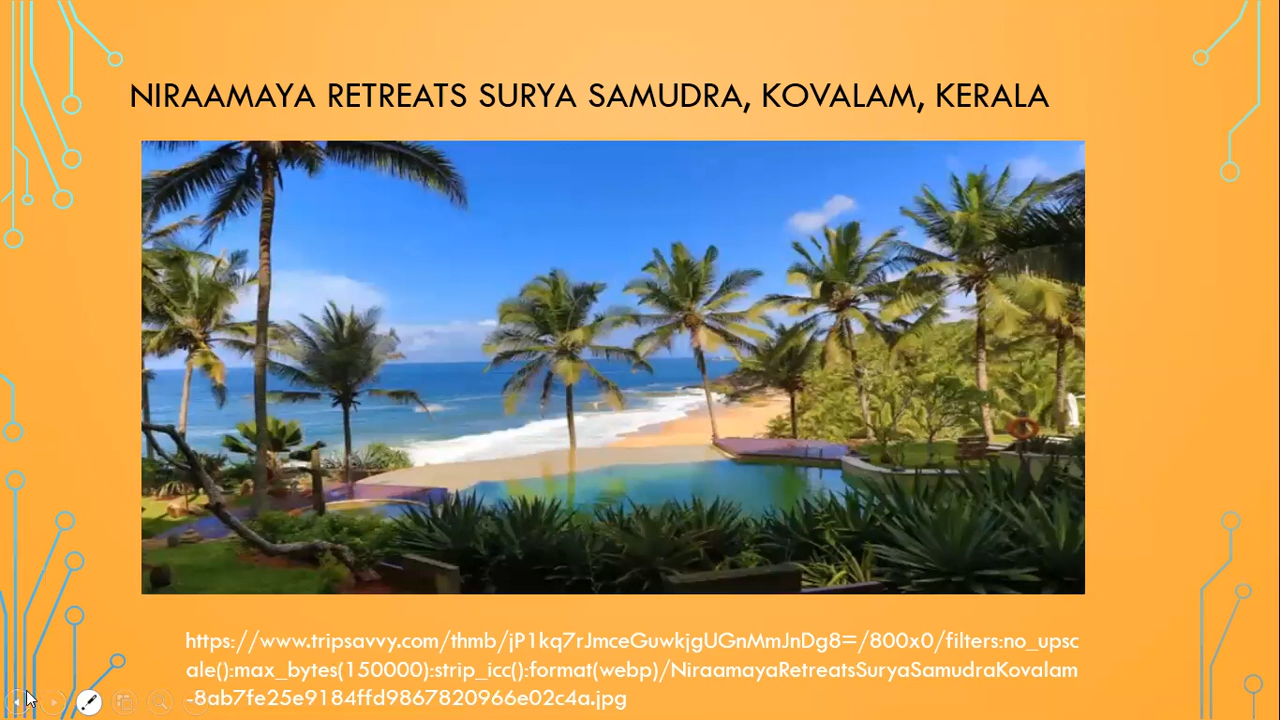 NIRAAMAYA RETREATS SURYA SAMUDRA, KOVALAM, KERALA
https://www.tripsavvy.com/thmb/jP1kq7rJmceGuwkjgUGnMmJnDg8=/800x0/filters:no_upsc
ale():max_bytes(150000):strip_icc():format(webp)/NiraamayaRetreatsSuryaSamudraKovalam
-8ab7fe25e9184ffd9867820966e02c4a.jpg